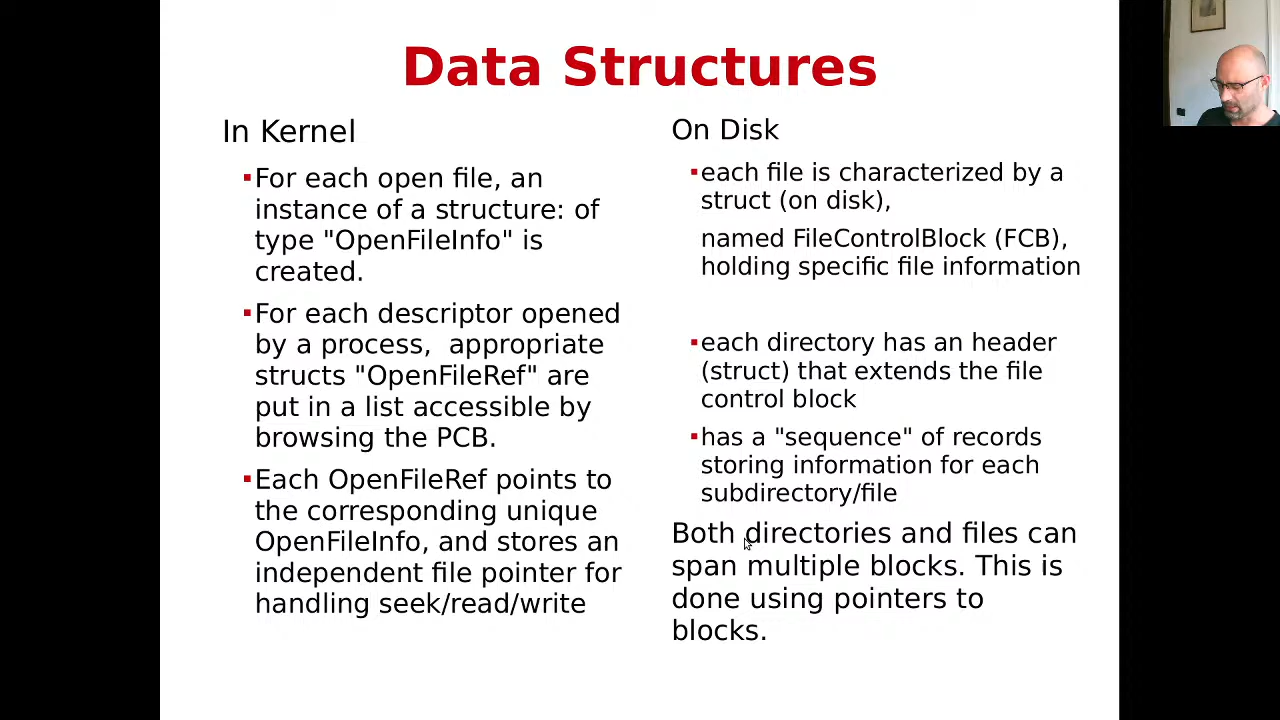 Data Structures
In Kernel
▪For each open file, an
instance of a structure: of
type "OpenFileInfo" is
created.
▪For each descriptor opened
by a process,  appropriate
structs "OpenFileRef" are
put in a list accessible by
browsing the PCB.
▪Each OpenFileRef points to
the corresponding unique
OpenFileInfo, and stores an
independent file pointer for
handling seek/read/write
On Disk
▪each file is characterized by a
struct (on disk),
named FileControlBlock (FCB),
holding specific file information
▪each directory has an header
(struct) that extends the file
control block
▪has a "sequence" of records
storing information for each
subdirectory/file
Both directories and files can
span multiple blocks. This is
done using pointers to
blocks.